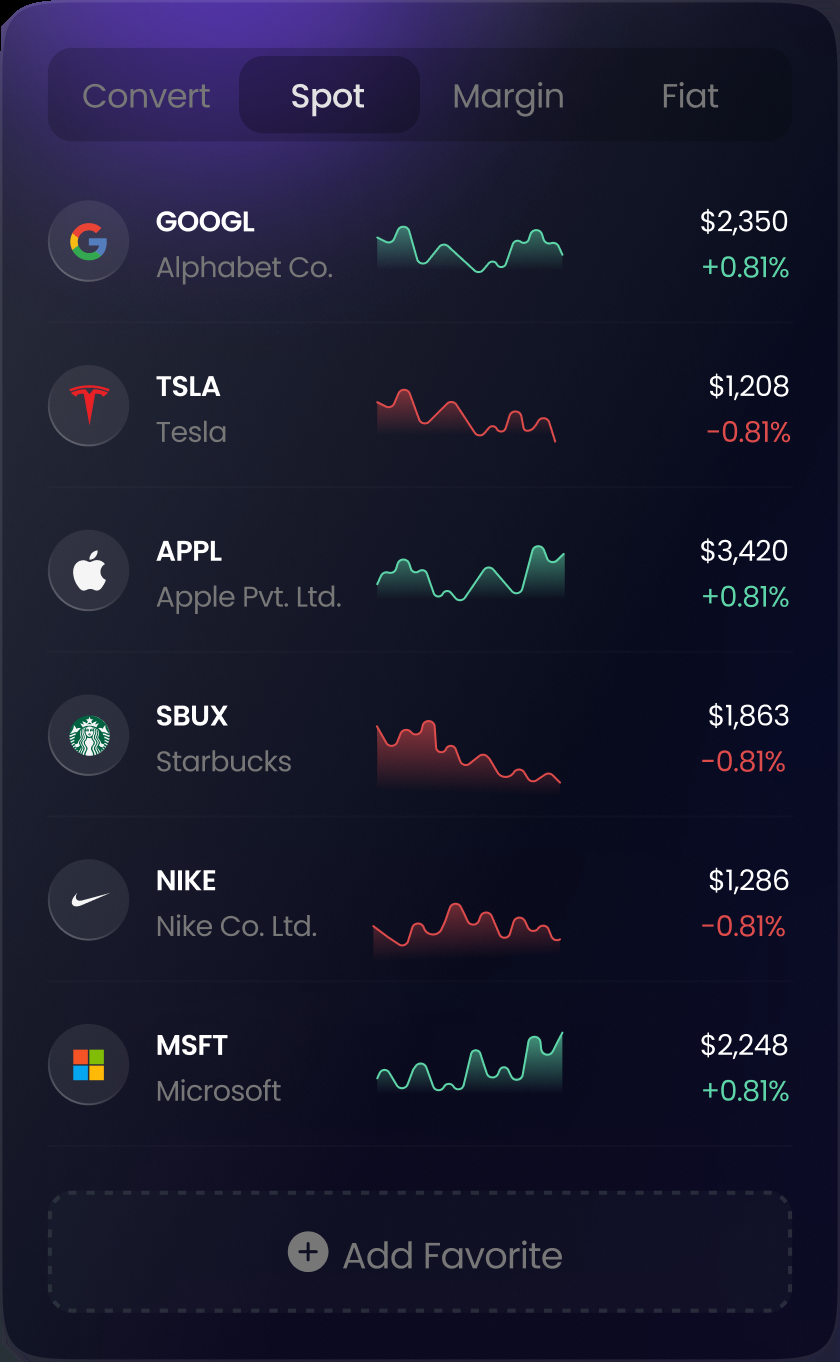 Convert Spot Margin Fiat
GOOGL $2,350
Alphabet Co. +0.81%
TSLA $1,208
Tesla -0.81%
APPL $3,420
Apple Pvt. Ltd. +0.81%
SBUX $1,863
Starbucks -0.81%
NIKE $1,286
Nike Co. Ltd. -0.81%
MSFT $2,248
Microsoft +0.81%
Add Favorite